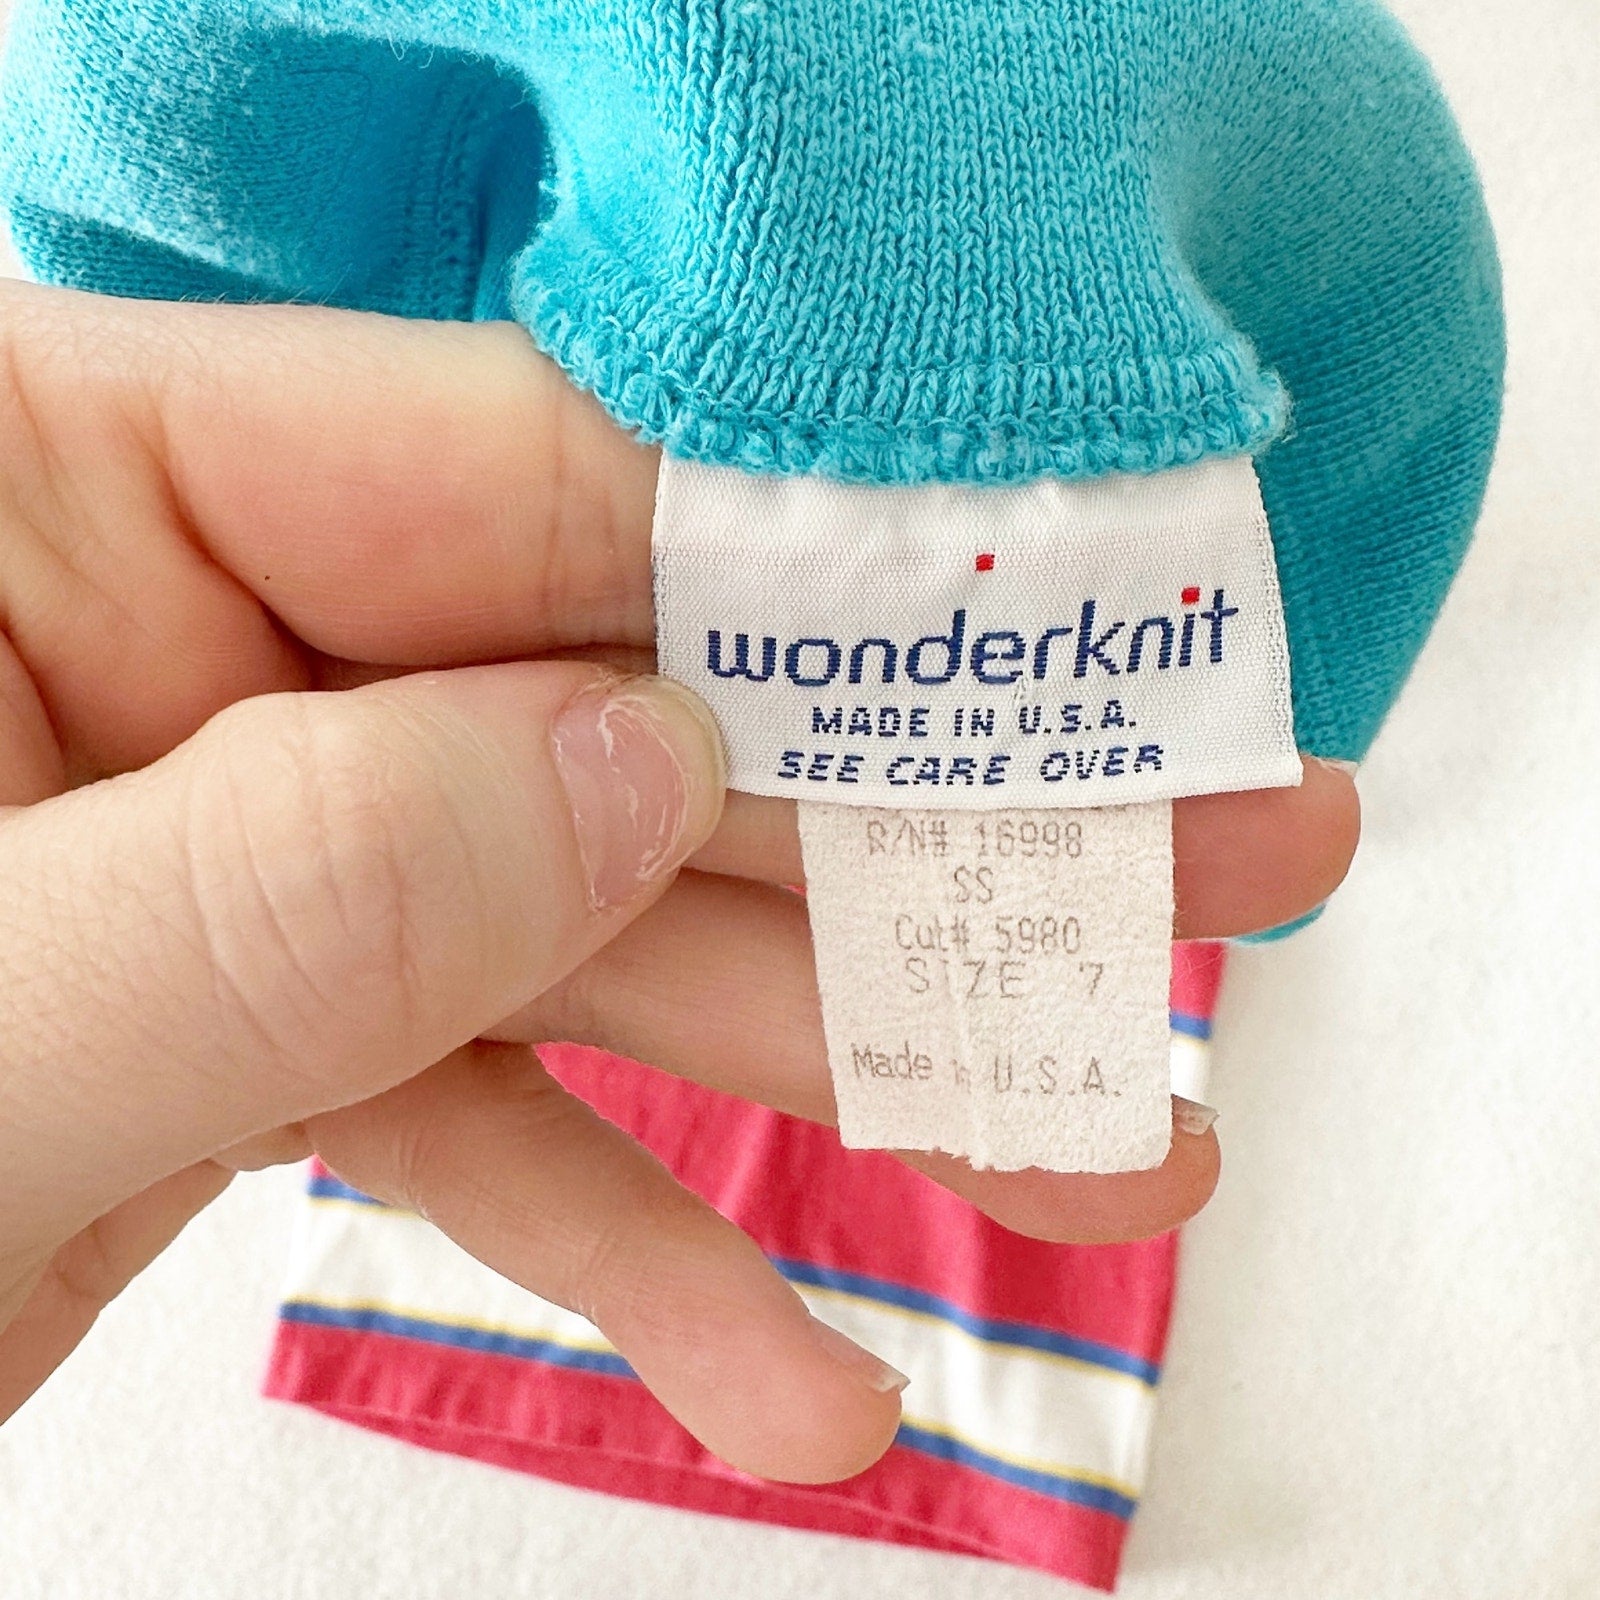 wonderknit
MADE IN U.S.A.
SEE CARE OVER
R/N# 16998
SS
Cut# 5980
SIZE 7
Made in U.S.A.